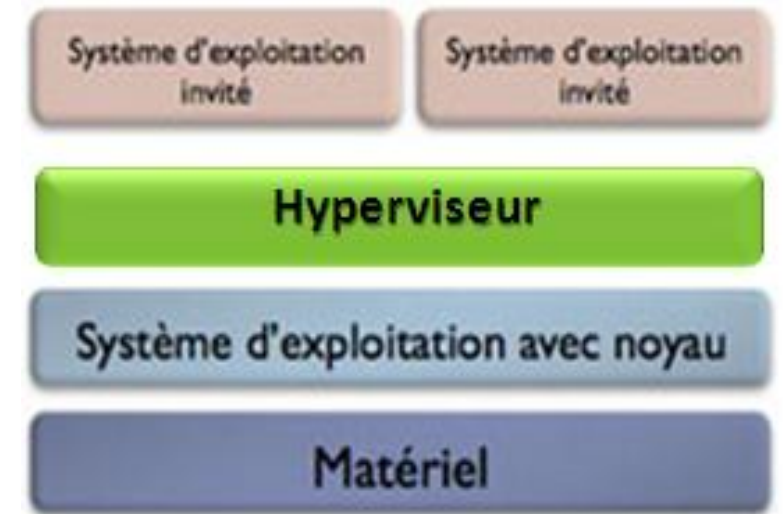 Système d'exploitation
invité
Système d'exploitation
invité
Hyperviseur
Système d'exploitation avec noyau
Matériel